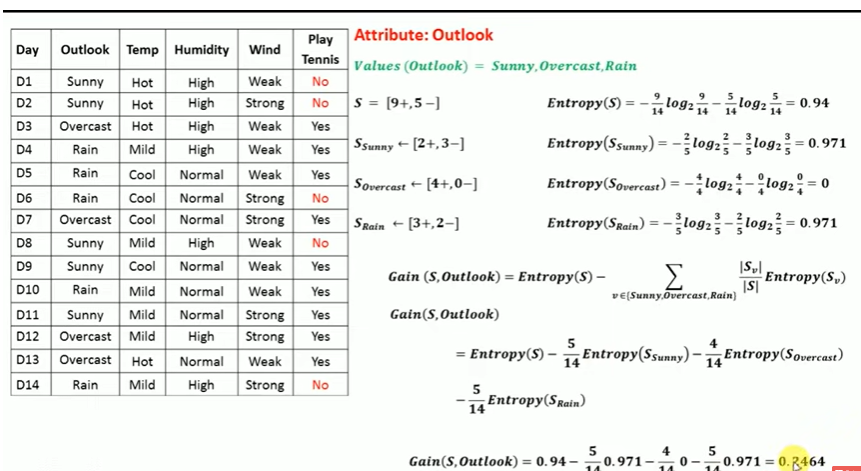 Day Outlook Temp Humidity Wind Play Tennis
D1 Sunny Hot High Weak No
D2 Sunny Hot High Strong No
D3 Overcast Hot High Weak Yes
D4 Rain Mild High Weak Yes
D5 Rain Cool Normal Weak Yes
D6 Rain Cool Normal Strong No
D7 Overcast Cool Normal Strong Yes
D8 Sunny Mild High Weak No
D9 Sunny Cool Normal Weak Yes
D10 Rain Mild Normal Weak Yes
D11 Sunny Mild Normal Strong Yes
D12 Overcast Mild High Strong Yes
D13 Overcast Hot Normal Weak Yes
D14 Rain Mild High Strong No
Attribute: Outlook
Values (Outlook) = Sunny, Overcast, Rain
S = [9+, 5−] Entropy(S) = −9/14 log₂ 9/14 − 5/14 log₂ 5/14 = 0.94
S_Sunny ← [2+, 3−] Entropy(S_Sunny) = −2/5 log₂ 2/5 − 3/5 log₂ 3/5 = 0.971
S_Overcast ← [4+, 0−] Entropy(S_Overcast) = −4/4 log₂ 4/4 − 0/4 log₂ 0/4 = 0
S_Rain ← [3+, 2−] Entropy(S_Rain) = −3/5 log₂ 3/5 − 2/5 log₂ 2/5 = 0.971
Gain (S, Outlook) = Entropy(S) − ∑ v∈{Sunny,Overcast,Rain} |S_v|/|S| Entropy(S_v)
Gain(S, Outlook)
= Entropy(S) − 5/14 Entropy(S_Sunny) − 4/14 Entropy(S_Overcast)
− 5/14 Entropy(S_Rain)
Gain(S, Outlook) = 0.94 − 5/14 0.971 − 4/14 0 − 5/14 0.971 = 0.2464